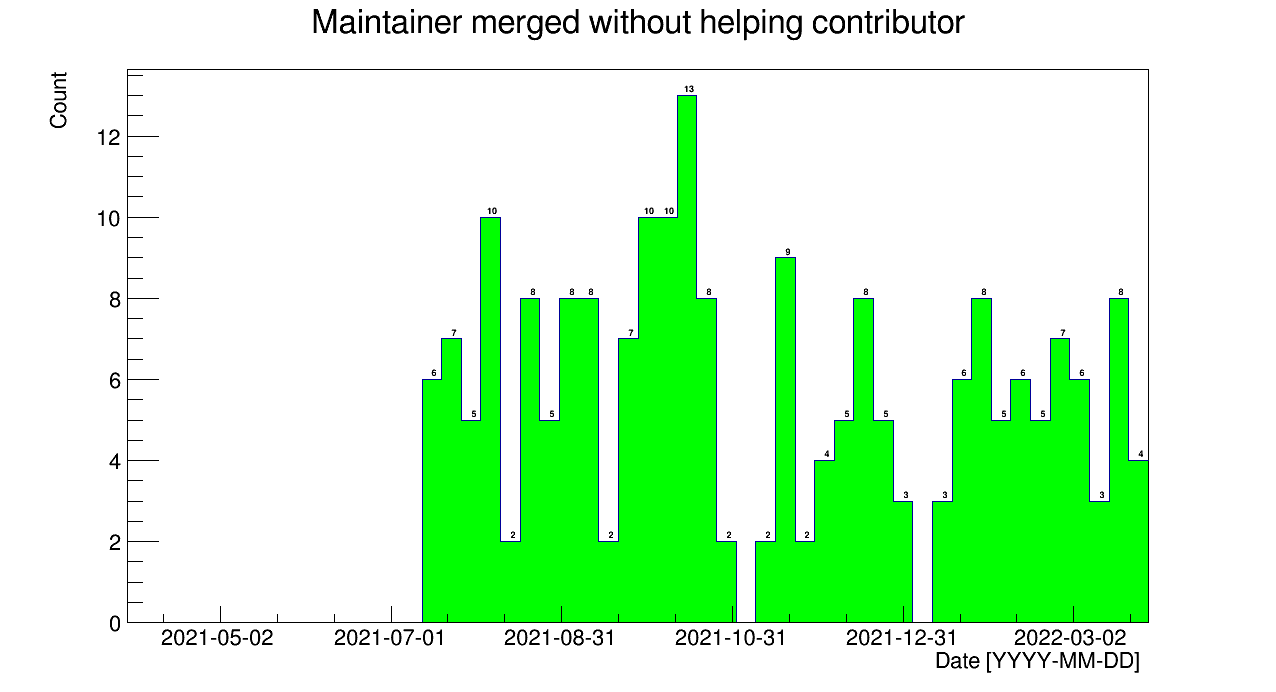 Maintainer merged without helping contributor
Count
12
10
8
6
4
2
0
6 7 5 10 2 8 5 8 8 2 7 10 10 13 8 2 2 9 2 4 5 8 5 3 3 6 8 5 6 5 7 6 3 8 4
2021-05-02 2021-07-01 2021-08-31 2021-10-31 2021-12-31 2022-03-02
Date [YYYY-MM-DD]